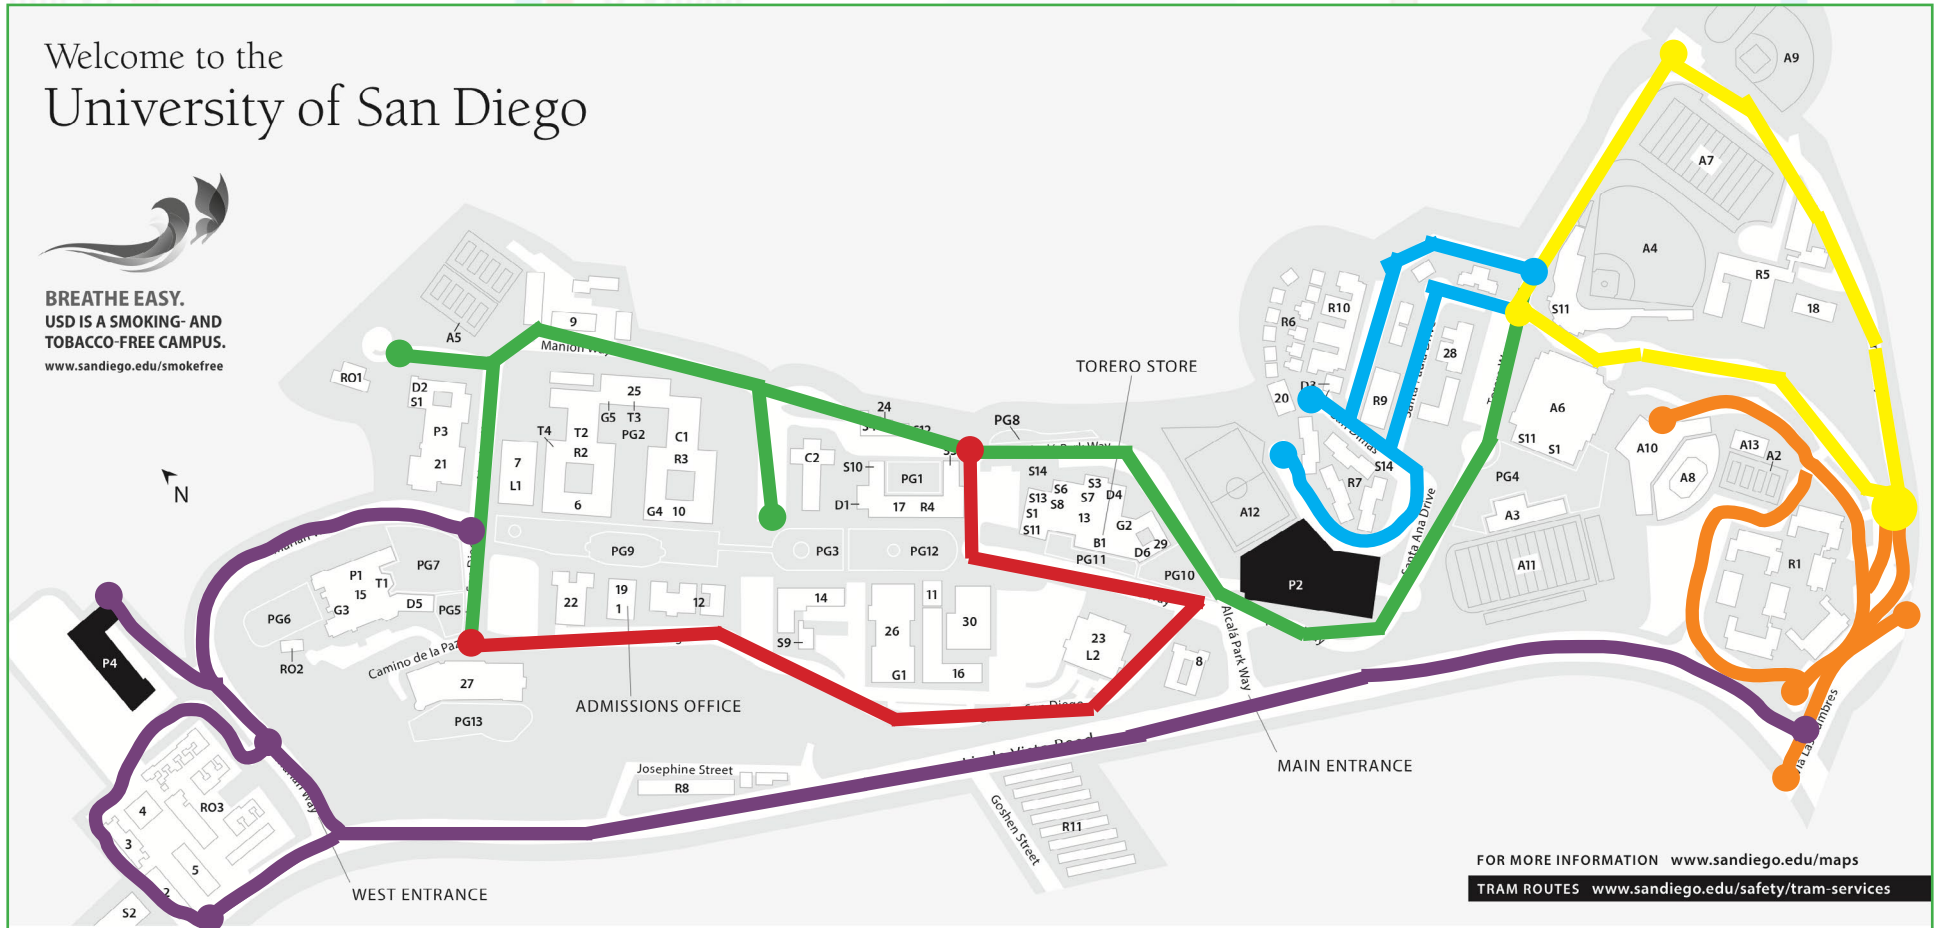 Welcome to the
University of San Diego
BREATHE EASY.
USD IS A SMOKING- AND
TOBACCO-FREE CAMPUS.
www.sandiego.edu/smokefree
N
A9
A7
A4
R5
18
S11
A5
9
Manion Way
RO1
D2
S1
P3
21
25
G5
T3
PG2
T4
T2
R2
6
7
L1
C1
R3
G4
10
24
C2
S10
PG1
D1
17
R4
TORERO STORE
PG8
S14
S13
S1
S11
S6
S8
S3
S7
D4
13
G2
B1
D6
29
PG11
PG10
A12
R6
R10
D3
20
R9
28
S14
R7
P2
Santa Ana Drive
A6
S11
S1
PG4
A3
A11
A10
A8
A13
A2
R1
PG9
PG3
PG12
PG7
P1
15
T1
G3
D5
PG5
PG6
RO2
Camino de la Paz
27
PG13
22
19
1
12
ADMISSIONS OFFICE
14
S9
26
G1
11
30
16
23
L2
8
Alcalá Park Way
MAIN ENTRANCE
P4
RO3
4
3
5
2
S2
WEST ENTRANCE
Josephine Street
R8
Goshen Street
R11
FOR MORE INFORMATION www.sandiego.edu/maps
TRAM ROUTES www.sandiego.edu/safety/tram-services